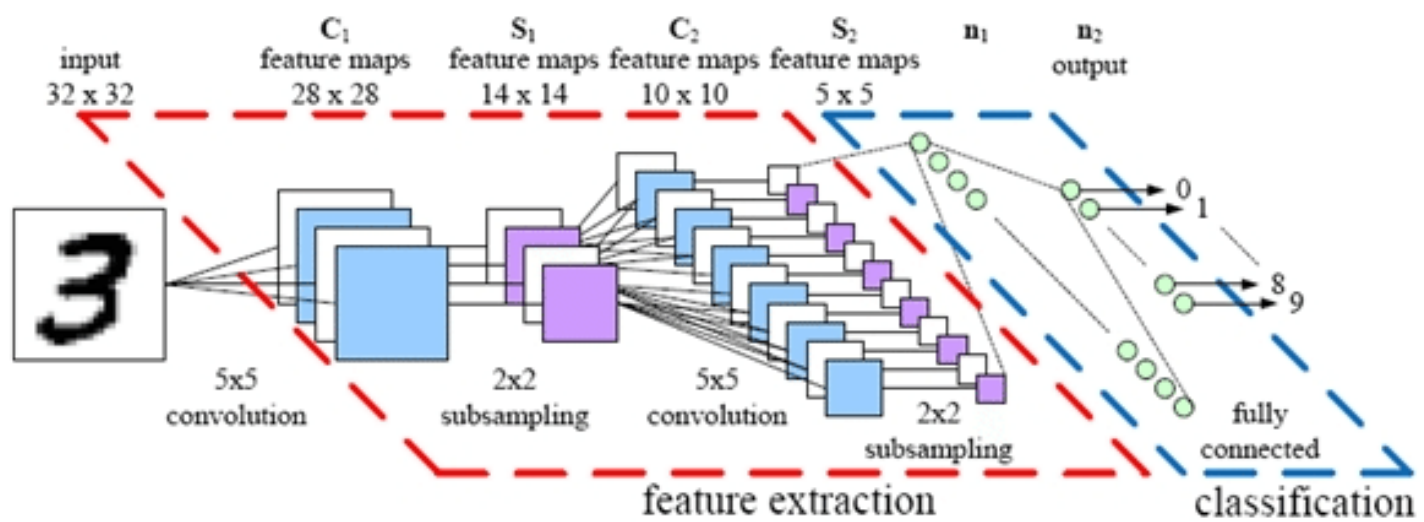 input
32 x 32
C₁
feature maps
28 x 28
S₁
feature maps
14 x 14
C₂
feature maps
10 x 10
S₂
feature maps
5 x 5
n₁
n₂
output
3
0
1
8
9
5x5
convolution
2x2
subsampling
5x5
convolution
2x2
subsampling
fully
connected
feature extraction
classification